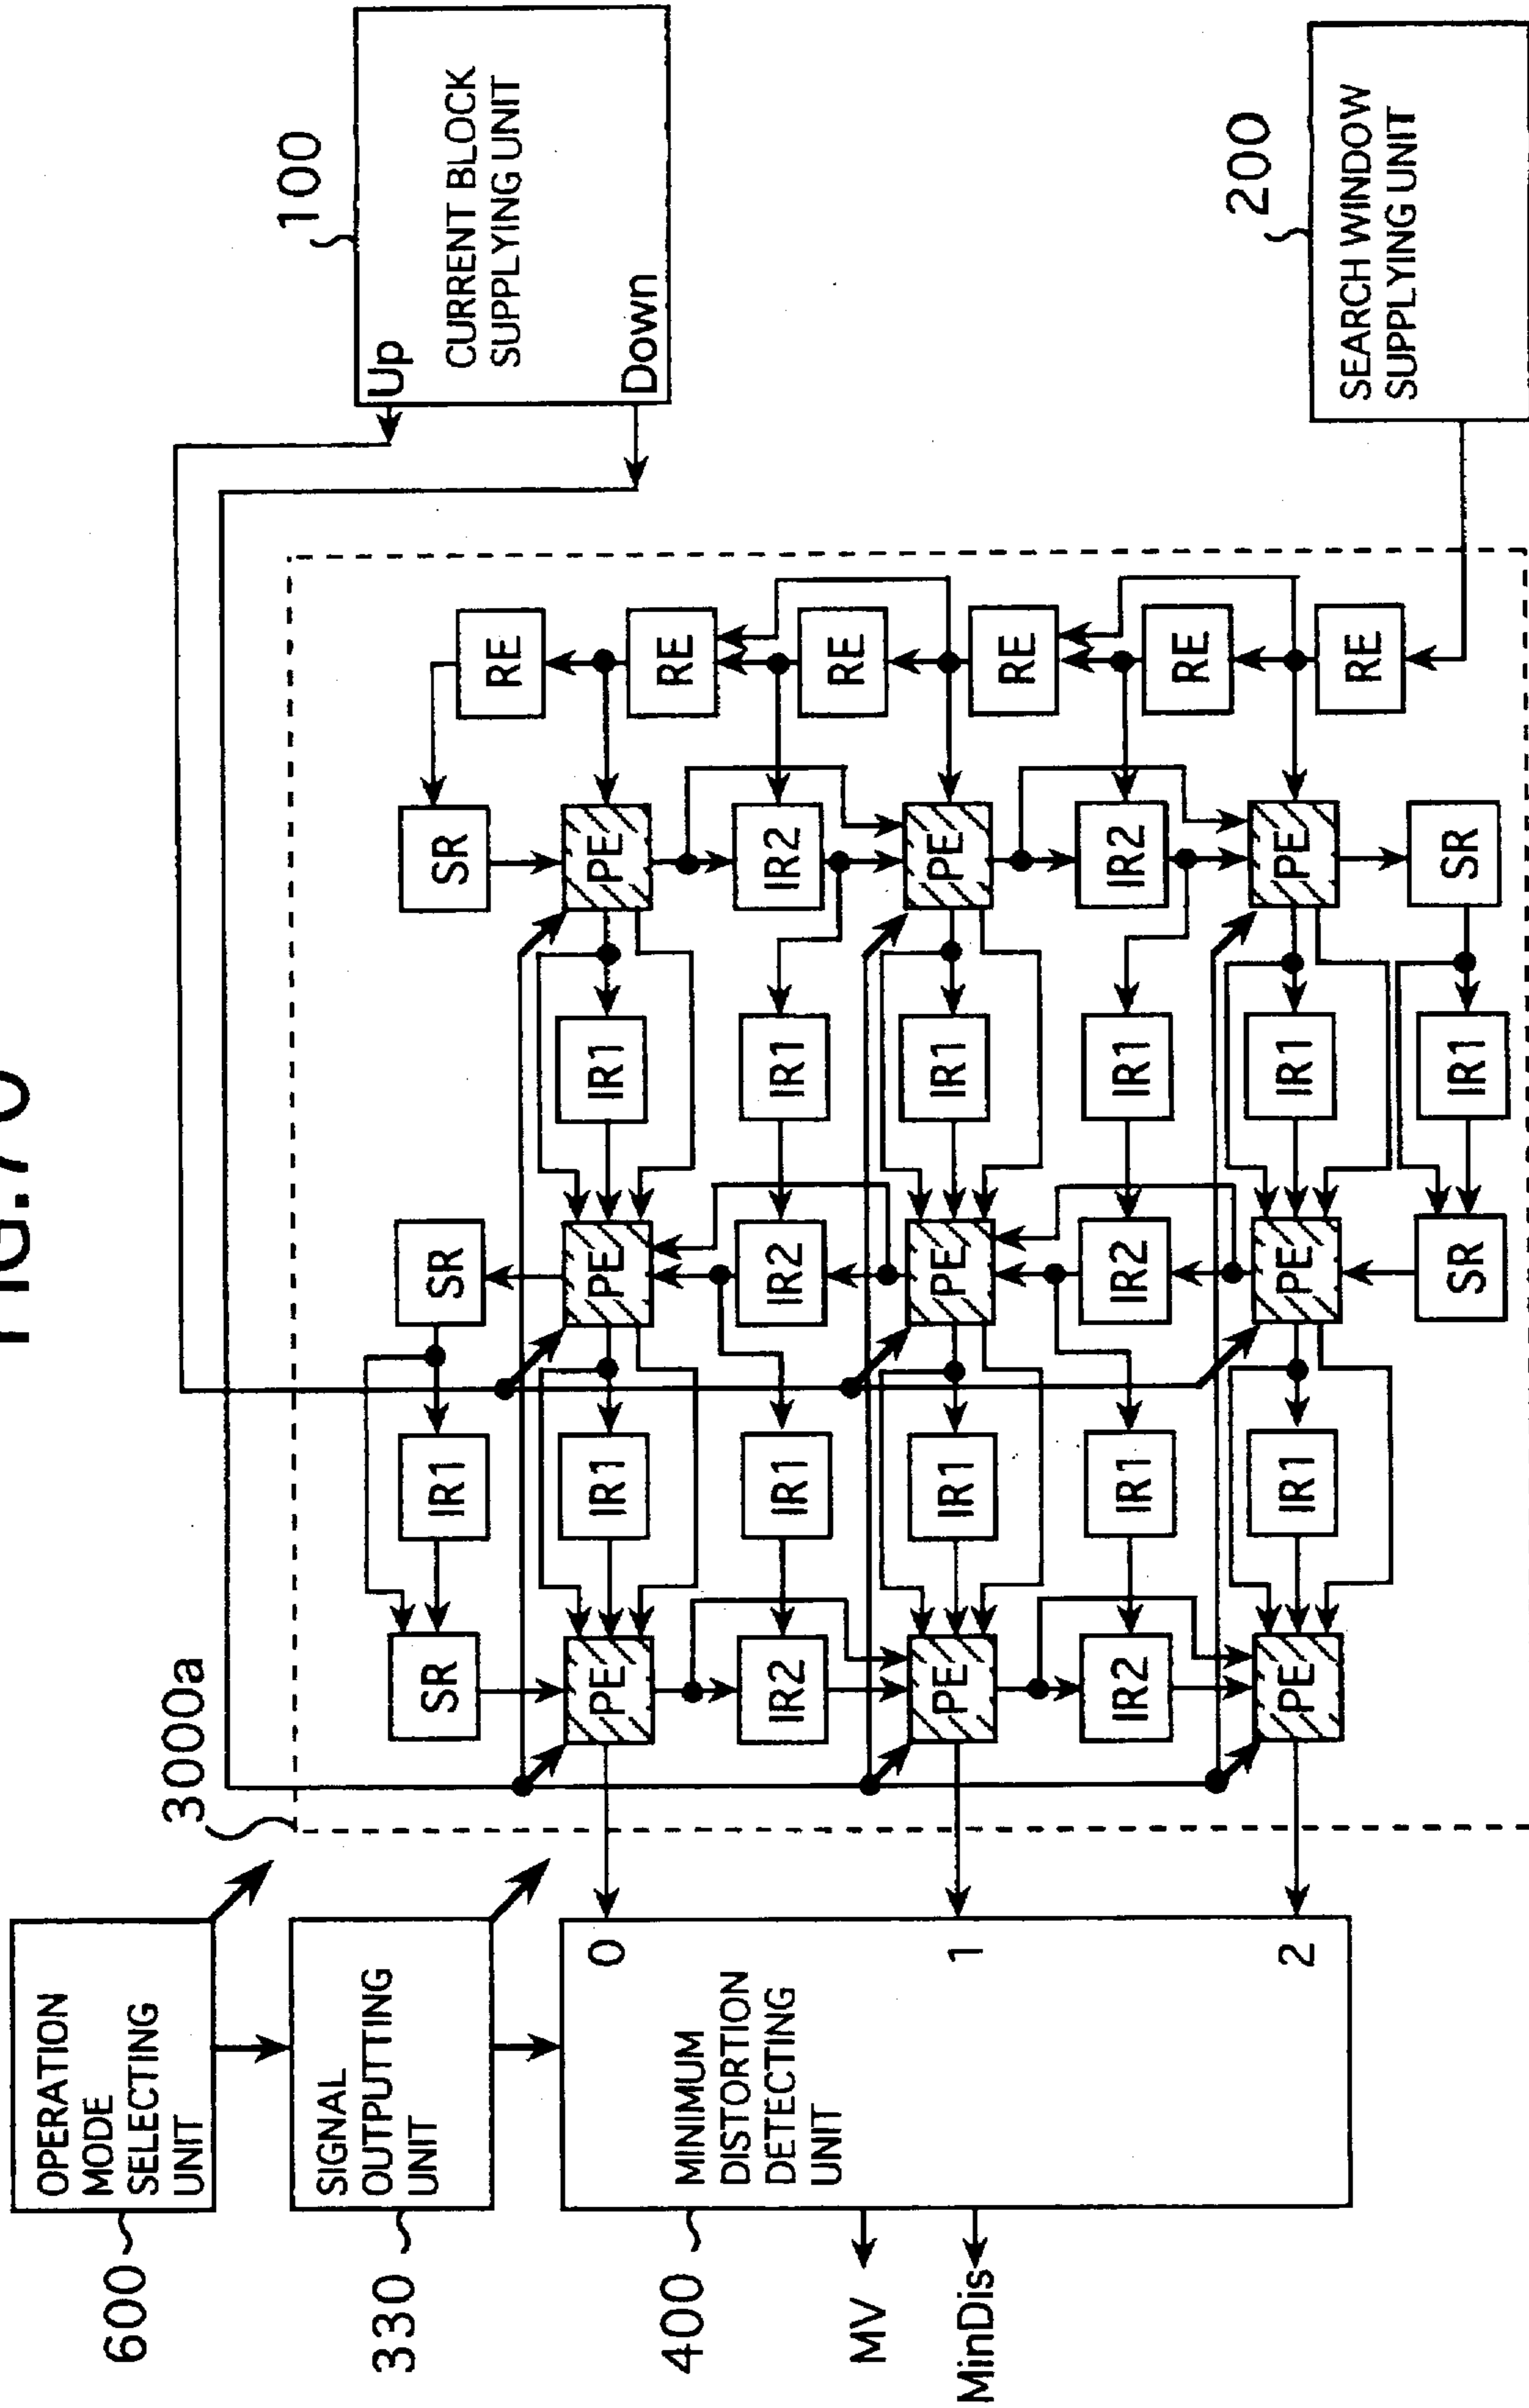 600
OPERATION
MODE
SELECTING
UNIT
330
SIGNAL
OUTPUTTING
UNIT
400
MINIMUM
DISTORTION
DETECTING
UNIT
0
1
2
MV
MinDis
3000a
SR IR1 SR SR RE
PE IR1 PE IR1 PE RE
IR2 IR1 IR2 IR1 IR2 RE
PE IR1 PE IR1 PE RE
IR2 IR1 IR2 IR1 IR2 RE
PE IR1 PE IR1 PE RE
SR IR1 SR
100
Up
CURRENT BLOCK
SUPPLYING UNIT
Down
200
SEARCH WINDOW
SUPPLYING UNIT